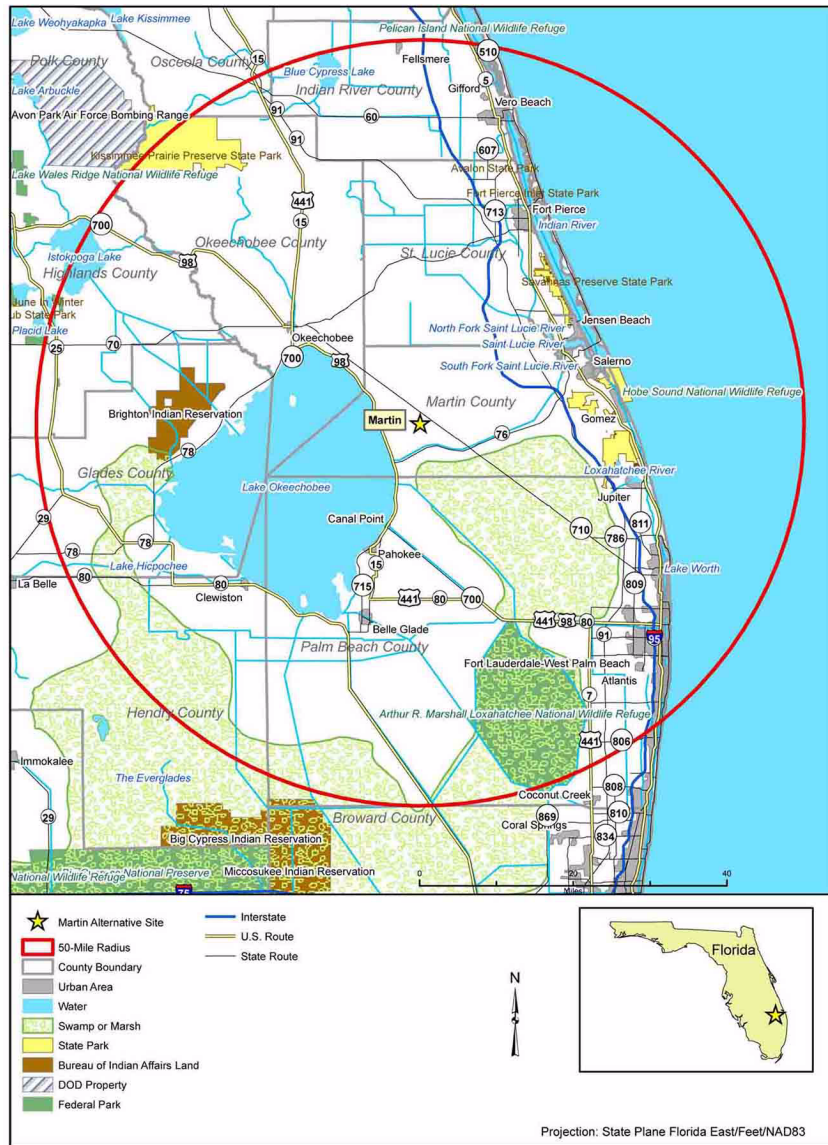 Lake Weohyakapka
Lake Kissimmee
Pelican Island National Wildlife Refuge
Polk County
Osceola County
15
Fellsmere
510
Blue Cypress Lake
Gifford
5
Lake Arbuckle
Indian River County
Vero Beach
Avon Park Air Force Bombing Range
91
60
91
607
Kissimmee Prairie Preserve State Park
Avalon State Park
Lake Wales Ridge National Wildlife Refuge
441
Fort Pierce Inlet State Park
700
15
713
Fort Pierce
Indian River
Okeechobee County
St. Lucie County
Istokpoga Lake
98
Highlands County
Savannas Preserve State Park
June In Winter
ub State Park
Jensen Beach
Placid Lake
North Fork Saint Lucie River
Okeechobee
Saint Lucie River
25
70
700
98
South Fork Saint Lucie River
Salerno
Martin County
Hobe Sound National Wildlife Refuge
Brighton Indian Reservation
Martin
Gomez
76
78
Glades County
Loxahatchee River
Lake Okeechobee
Jupiter
29
Canal Point
710
811
786
78
78
Pahokee
Lake Hicpochee
15
Lake Worth
La Belle
80
80
715
809
Clewiston
441
80
700
Belle Glade
441
98
80
91
95
Palm Beach County
Fort Lauderdale-West Palm Beach
Atlantis
7
Hendry County
Arthur R. Marshall Loxahatchee National Wildlife Refuge
441
806
Immokalee
The Everglades
808
Coconut Creek
29
Broward County
869
810
Coral Springs
Big Cypress Indian Reservation
834
National Preserve
National Wildlife Refuge
Miccosukee Indian Reservation
75
0
20
40
Miles
Martin Alternative Site
50-Mile Radius
County Boundary
Urban Area
Water
Swamp or Marsh
State Park
Bureau of Indian Affairs Land
DOD Property
Federal Park
Interstate
U.S. Route
State Route
N
Florida
Projection: State Plane Florida East/Feet/NAD83